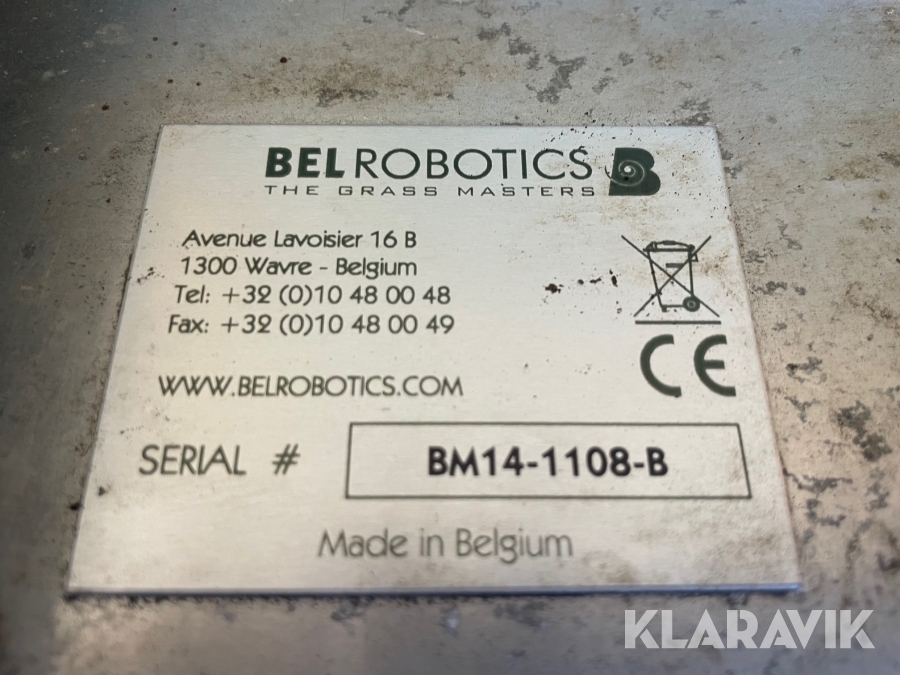 BELROBOTICS B
THE GRASS MASTERS
Avenue Lavoisier 16 B
1300 Wavre - Belgium
Tel: +32 (0)10 48 00 48
Fax: +32 (0)10 48 00 49
WWW.BELROBOTICS.COM
CE
SERIAL # BM14-1108-B
Made in Belgium
KLARAVIK